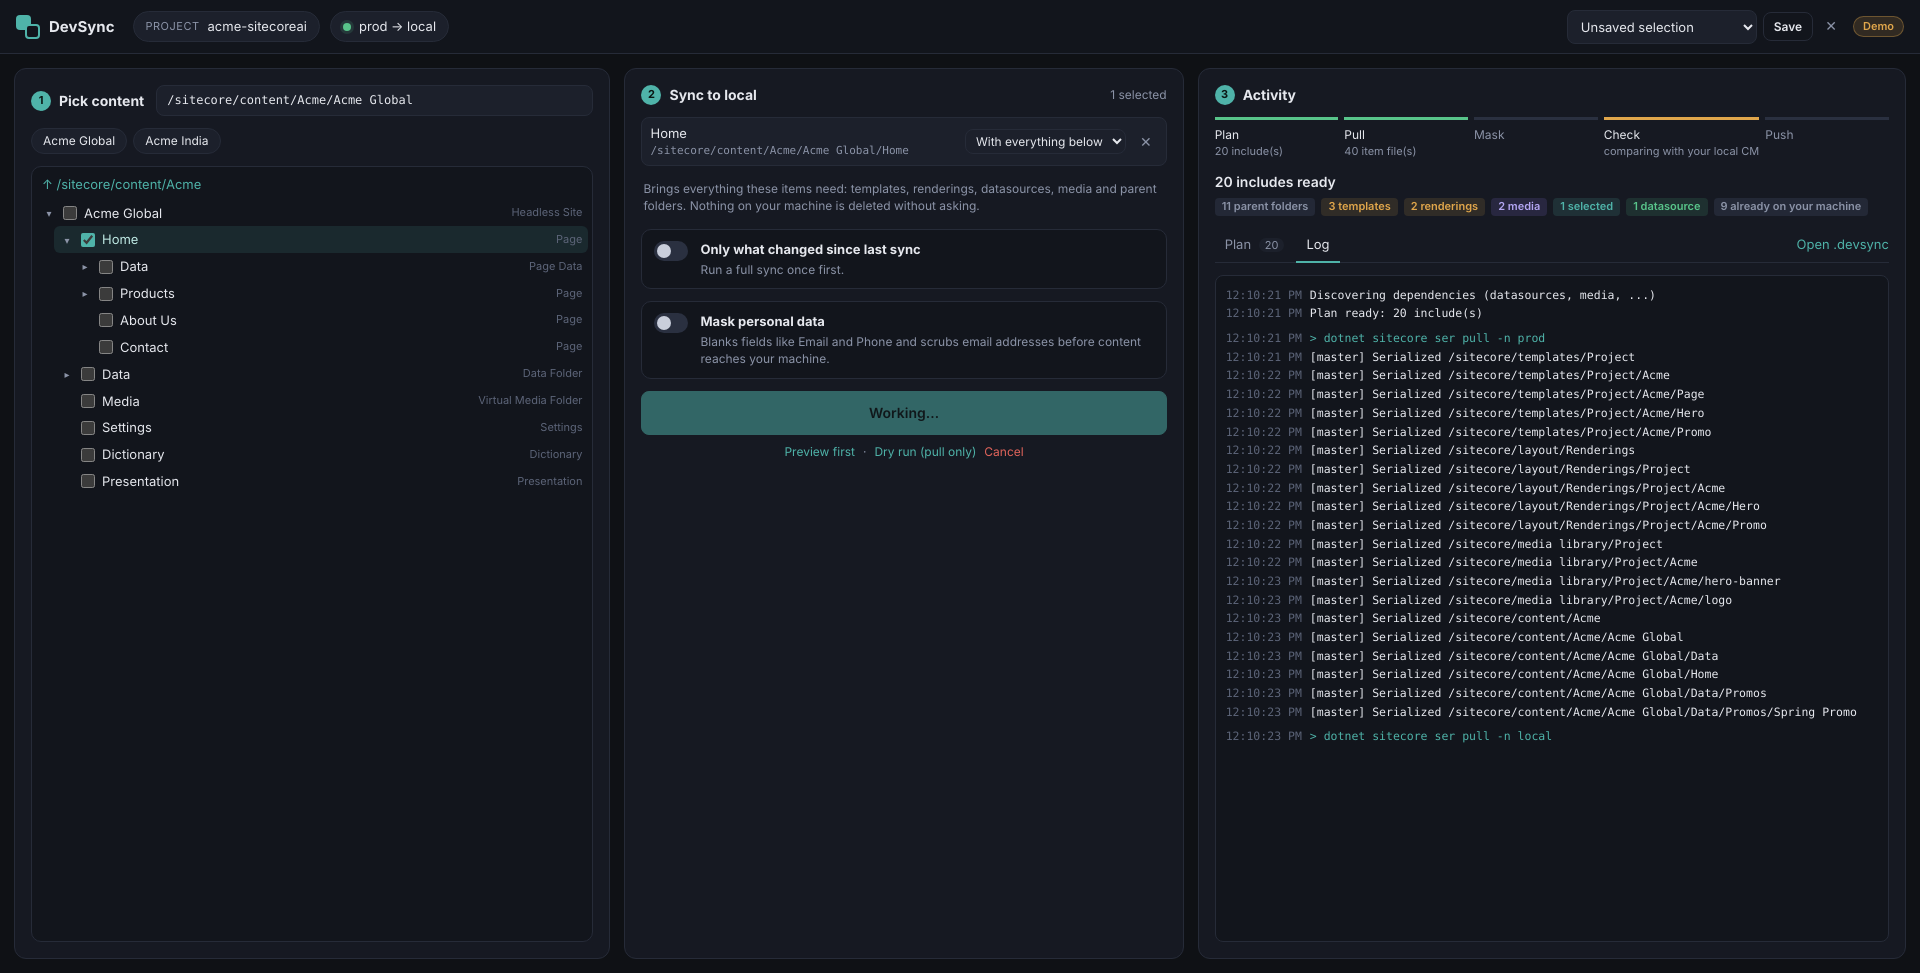 DevSync
PROJECT acme-sitecoreai
prod → local
Unsaved selection
Save
✕
Demo
1 Pick content
/sitecore/content/Acme/Acme Global
Acme Global
Acme India
↑ /sitecore/content/Acme
Acme Global Headless Site
Home Page
Data Page Data
Products Page
About Us Page
Contact Page
Data Data Folder
Media Virtual Media Folder
Settings Settings
Dictionary Dictionary
Presentation Presentation
2 Sync to local
1 selected
Home
/sitecore/content/Acme/Acme Global/Home
With everything below
✕
Brings everything these items need: templates, renderings, datasources, media and parent
folders. Nothing on your machine is deleted without asking.
Only what changed since last sync
Run a full sync once first.
Mask personal data
Blanks fields like Email and Phone and scrubs email addresses before content
reaches your machine.
Working...
Preview first · Dry run (pull only) Cancel
3 Activity
Plan
20 include(s)
Pull
40 item file(s)
Mask
Check
comparing with your local CM
Push
20 includes ready
11 parent folders
3 templates
2 renderings
2 media
1 selected
1 datasource
9 already on your machine
Plan 20
Log
Open .devsync
12:10:21 PM Discovering dependencies (datasources, media, ...)
12:10:21 PM Plan ready: 20 include(s)
12:10:21 PM > dotnet sitecore ser pull -n prod
12:10:21 PM [master] Serialized /sitecore/templates/Project
12:10:22 PM [master] Serialized /sitecore/templates/Project/Acme
12:10:22 PM [master] Serialized /sitecore/templates/Project/Acme/Page
12:10:22 PM [master] Serialized /sitecore/templates/Project/Acme/Hero
12:10:22 PM [master] Serialized /sitecore/templates/Project/Acme/Promo
12:10:22 PM [master] Serialized /sitecore/layout/Renderings
12:10:22 PM [master] Serialized /sitecore/layout/Renderings/Project
12:10:22 PM [master] Serialized /sitecore/layout/Renderings/Project/Acme
12:10:22 PM [master] Serialized /sitecore/layout/Renderings/Project/Acme/Hero
12:10:22 PM [master] Serialized /sitecore/layout/Renderings/Project/Acme/Promo
12:10:22 PM [master] Serialized /sitecore/media library/Project
12:10:22 PM [master] Serialized /sitecore/media library/Project/Acme
12:10:23 PM [master] Serialized /sitecore/media library/Project/Acme/hero-banner
12:10:23 PM [master] Serialized /sitecore/media library/Project/Acme/logo
12:10:23 PM [master] Serialized /sitecore/content/Acme
12:10:23 PM [master] Serialized /sitecore/content/Acme/Acme Global
12:10:23 PM [master] Serialized /sitecore/content/Acme/Acme Global/Data
12:10:23 PM [master] Serialized /sitecore/content/Acme/Acme Global/Home
12:10:23 PM [master] Serialized /sitecore/content/Acme/Acme Global/Data/Promos
12:10:23 PM [master] Serialized /sitecore/content/Acme/Acme Global/Data/Promos/Spring Promo
12:10:23 PM > dotnet sitecore ser pull -n local